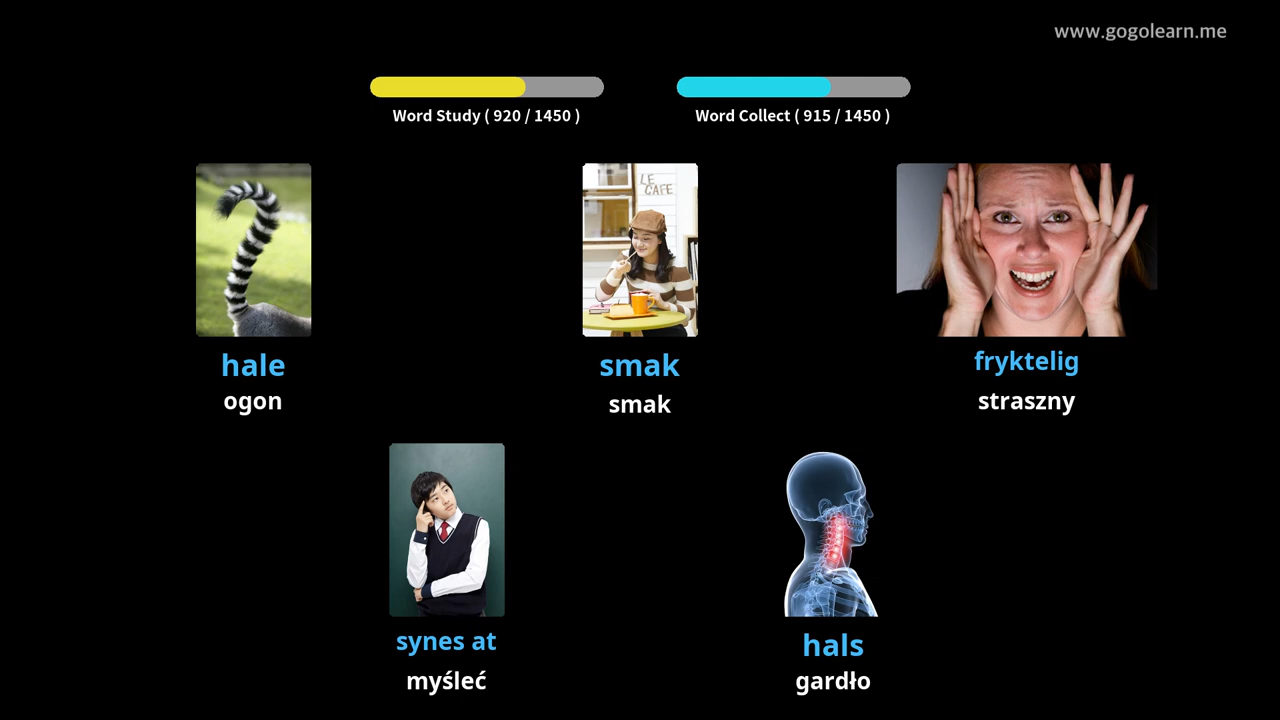 www.gogolearn.me
Word Study ( 920 / 1450 )
Word Collect ( 915 / 1450 )
LE CAFE
hale
ogon
smak
smak
fryktelig
straszny
synes at
myśleć
hals
gardło